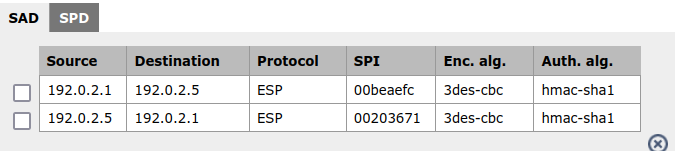 SAD SPD
Source Destination Protocol SPI Enc. alg. Auth. alg.
192.0.2.1 192.0.2.5 ESP 00beaefc 3des-cbc hmac-sha1
192.0.2.5 192.0.2.1 ESP 00203671 3des-cbc hmac-sha1